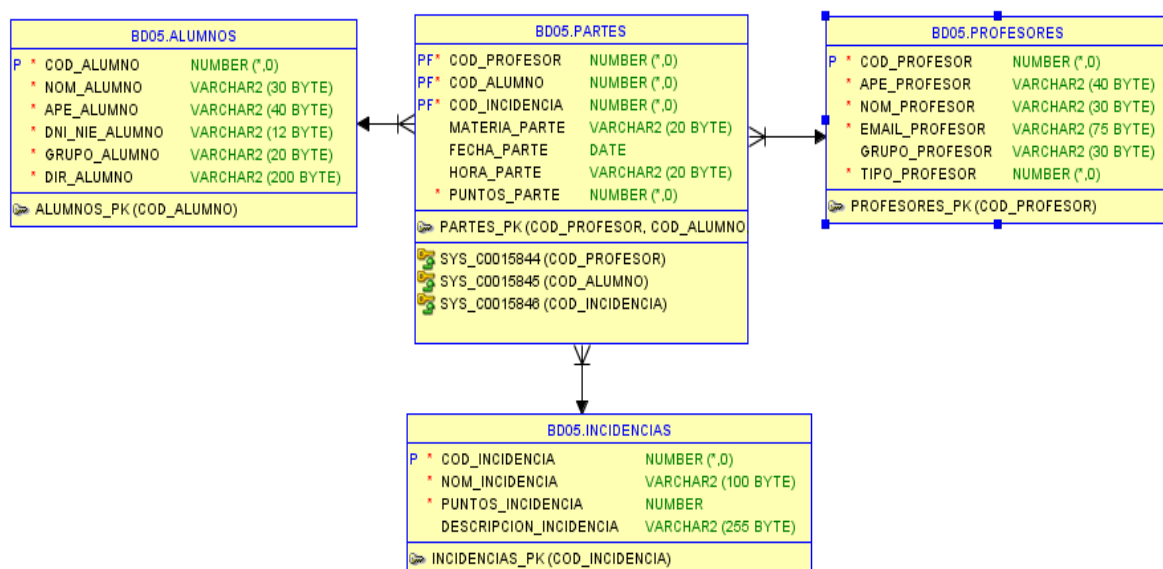 BD05.ALUMNOS
P * COD_ALUMNO NUMBER (*,0)
* NOM_ALUMNO VARCHAR2 (30 BYTE)
* APE_ALUMNO VARCHAR2 (40 BYTE)
* DNI_NIE_ALUMNO VARCHAR2 (12 BYTE)
* GRUPO_ALUMNO VARCHAR2 (20 BYTE)
* DIR_ALUMNO VARCHAR2 (200 BYTE)
ALUMNOS_PK (COD_ALUMNO)
BD05.PARTES
PF* COD_PROFESOR NUMBER (*,0)
PF* COD_ALUMNO NUMBER (*,0)
PF* COD_INCIDENCIA NUMBER (*,0)
MATERIA_PARTE VARCHAR2 (20 BYTE)
FECHA_PARTE DATE
HORA_PARTE VARCHAR2 (20 BYTE)
* PUNTOS_PARTE NUMBER (*,0)
PARTES_PK (COD_PROFESOR, COD_ALUMNO
SYS_C0015844 (COD_PROFESOR)
SYS_C0015845 (COD_ALUMNO)
SYS_C0015846 (COD_INCIDENCIA)
BD05.PROFESORES
P * COD_PROFESOR NUMBER (*,0)
* APE_PROFESOR VARCHAR2 (40 BYTE)
* NOM_PROFESOR VARCHAR2 (30 BYTE)
* EMAIL_PROFESOR VARCHAR2 (75 BYTE)
GRUPO_PROFESOR VARCHAR2 (30 BYTE)
* TIPO_PROFESOR NUMBER (*,0)
PROFESORES_PK (COD_PROFESOR)
BD05.INCIDENCIAS
P * COD_INCIDENCIA NUMBER (*,0)
* NOM_INCIDENCIA VARCHAR2 (100 BYTE)
* PUNTOS_INCIDENCIA NUMBER
DESCRIPCION_INCIDENCIA VARCHAR2 (255 BYTE)
INCIDENCIAS_PK (COD_INCIDENCIA)